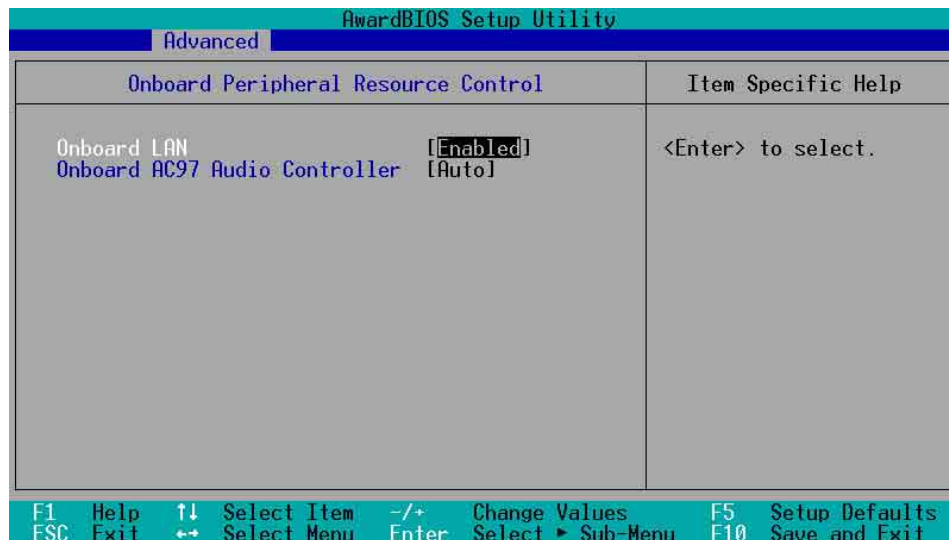 AwardBIOS Setup Utility
Advanced
Onboard Peripheral Resource Control
Item Specific Help
Onboard LAN [Enabled]
<Enter> to select.
Onboard AC97 Audio Controller [Auto]
F1 Help ↑↓ Select Item -/+ Change Values F5 Setup Defaults
ESC Exit ←→ Select Menu Enter Select ► Sub-Menu F10 Save and Exit